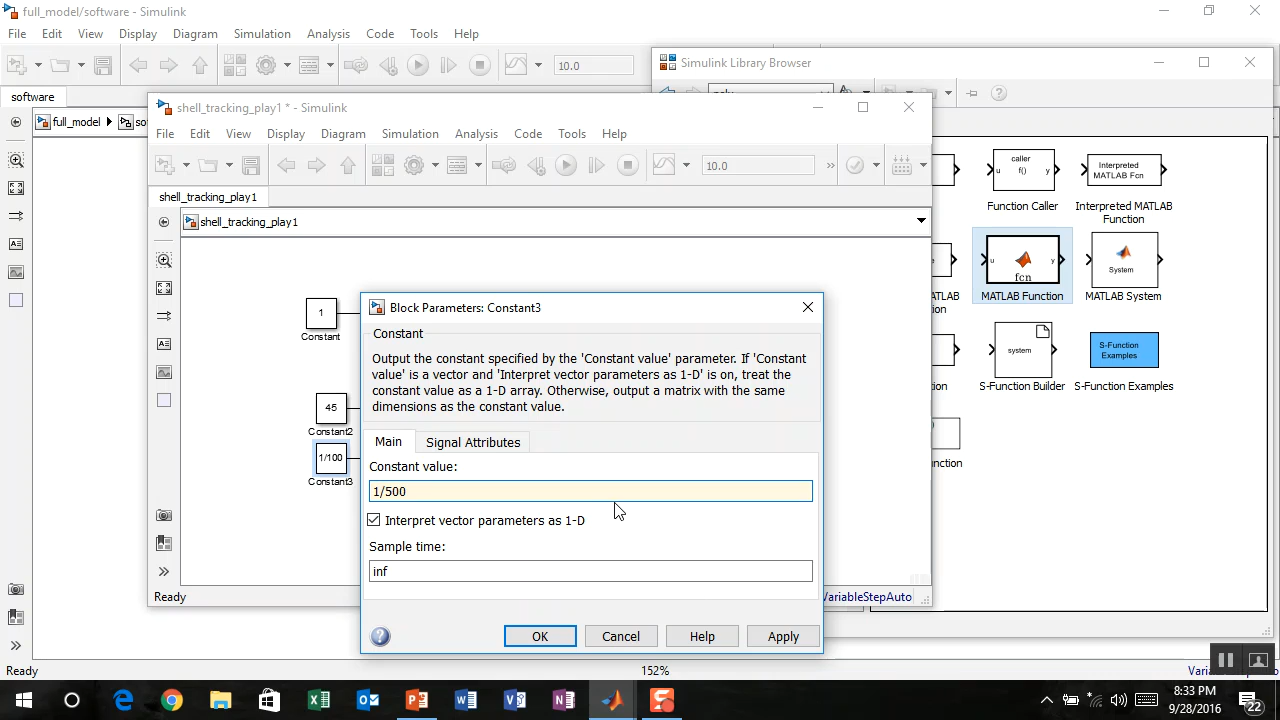 full_model/software - Simulink
File Edit View Display Diagram Simulation Analysis Code Tools Help
10.0
software
full_model
Simulink Library Browser
shell_tracking_play1 * - Simulink
File Edit View Display Diagram Simulation Analysis Code Tools Help
10.0
shell_tracking_play1
shell_tracking_play1
1
Constant
45
Constant2
1/100
Constant3
Ready
VariableStepAuto
caller
f()
u
y
Function Caller
Interpreted
MATLAB Fcn
Interpreted MATLAB
Function
u
y
fcn
MATLAB Function
System
MATLAB System
system
S-Function Builder
S-Function
Examples
S-Function Examples
Block Parameters: Constant3
Constant
Output the constant specified by the 'Constant value' parameter. If 'Constant
value' is a vector and 'Interpret vector parameters as 1-D' is on, treat the
constant value as a 1-D array. Otherwise, output a matrix with the same
dimensions as the constant value.
Main Signal Attributes
Constant value:
1/500
Interpret vector parameters as 1-D
Sample time:
inf
OK Cancel Help Apply
Ready
152%
8:33 PM
9/28/2016
22